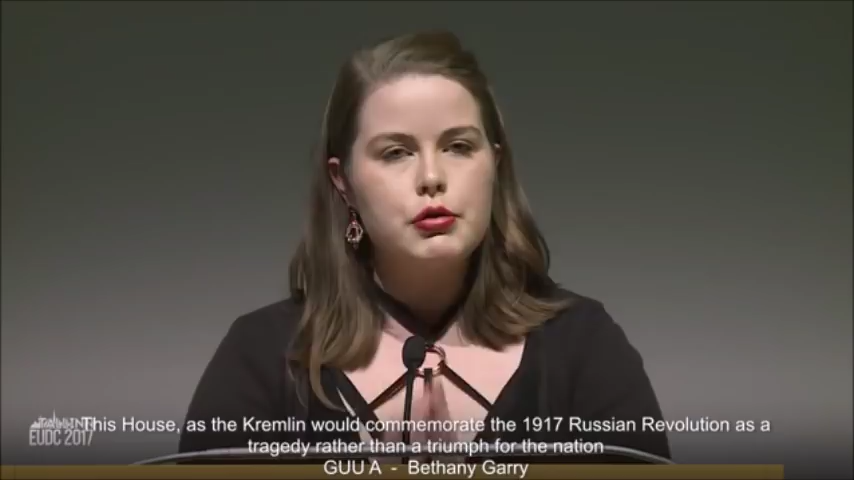 This House, as the Kremlin would commemorate the 1917 Russian Revolution as a
tragedy rather than a triumph for the nation
GUU A - Bethany Garry
EUDC 2017